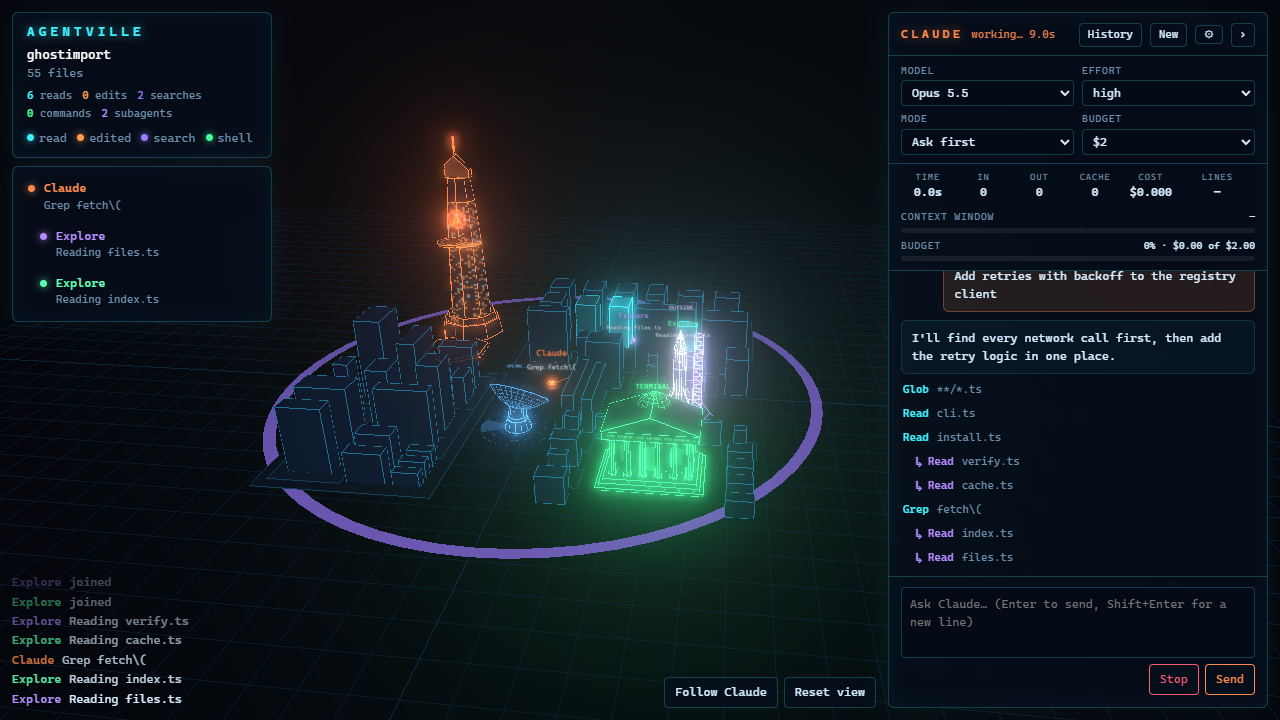 AGENTVILLE
ghostimport
55 files
6 reads 0 edits 2 searches
0 commands 2 subagents
read edited search shell
Claude
Grep fetch\(
Explore
Reading files.ts
Explore
Reading index.ts
OUTSIDE
Explore
Reading files.ts
Claude
Grep fetch\(
TERMINAL
Explore joined
Explore joined
Explore Reading verify.ts
Explore Reading cache.ts
Claude Grep fetch\(
Explore Reading index.ts
Explore Reading files.ts
Follow Claude Reset view
CLAUDE working… 9.0s History New ⚙ ›
MODEL EFFORT
Opus 5.5 high
MODE BUDGET
Ask first $2
TIME IN OUT CACHE COST LINES
0.0s 0 0 0 $0.000 –
CONTEXT WINDOW –
BUDGET 0% · $0.00 of $2.00
Add retries with backoff to the registry
client
I'll find every network call first, then add
the retry logic in one place.
Glob **/*.ts
Read cli.ts
Read install.ts
↳ Read verify.ts
↳ Read cache.ts
Grep fetch\(
↳ Read index.ts
↳ Read files.ts
Ask Claude… (Enter to send, Shift+Enter for a
new line)
Stop Send